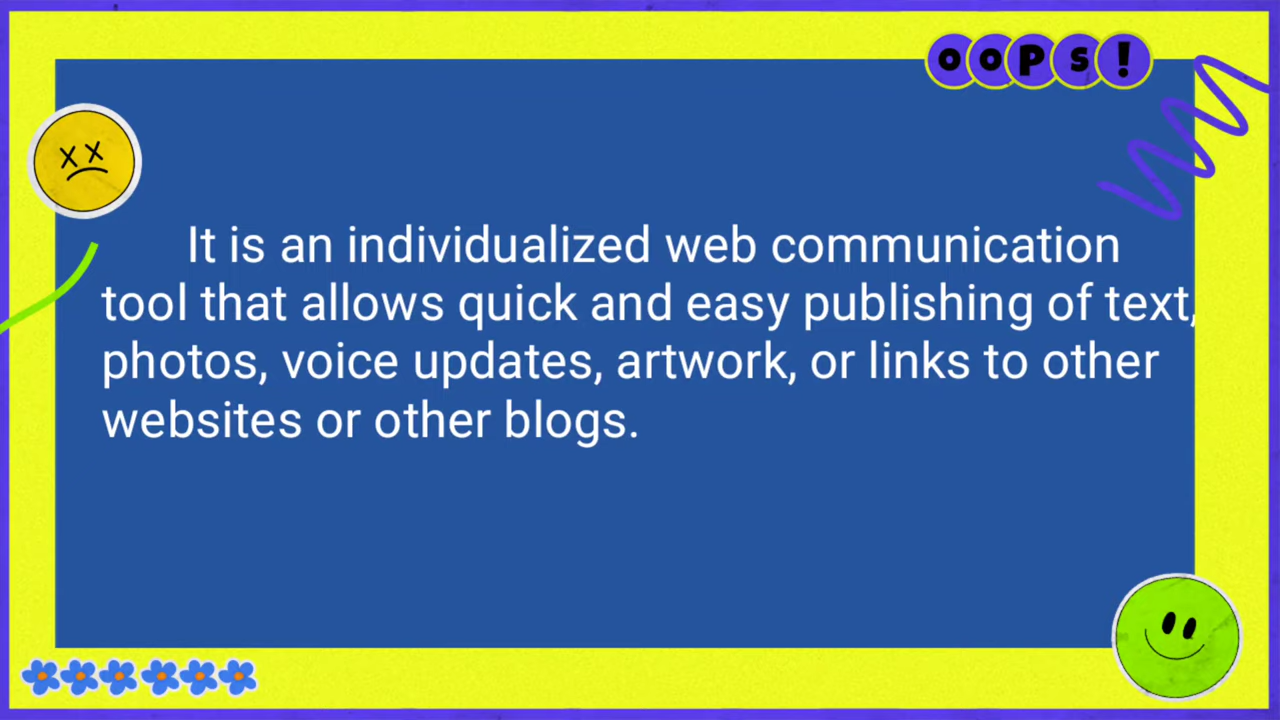 OOPS!
It is an individualized web communication
tool that allows quick and easy publishing of text,
photos, voice updates, artwork, or links to other
websites or other blogs.